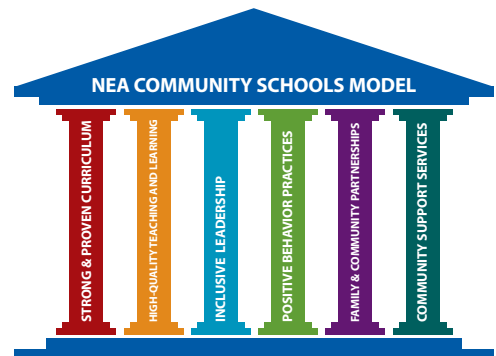 NEA COMMUNITY SCHOOLS MODEL
STRONG & PROVEN CURRICULUM
HIGH-QUALITY TEACHING AND LEARNING
INCLUSIVE LEADERSHIP
POSITIVE BEHAVIOR PRACTICES
FAMILY & COMMUNITY PARTNERSHIPS
COMMUNITY SUPPORT SERVICES